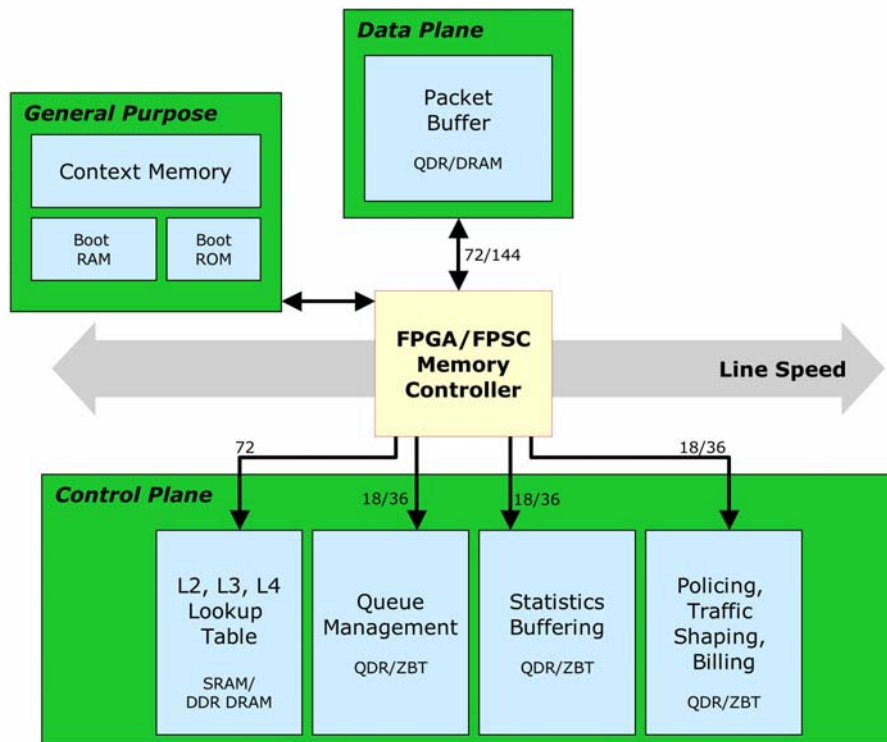 Data Plane
Packet
Buffer
QDR/DRAM
General Purpose
Context Memory
Boot
RAM
Boot
ROM
72/144
FPGA/FPSC
Memory
Controller
Line Speed
72
18/36
18/36
18/36
Control Plane
L2, L3, L4
Lookup
Table
SRAM/
DDR DRAM
Queue
Management
QDR/ZBT
Statistics
Buffering
QDR/ZBT
Policing,
Traffic
Shaping,
Billing
QDR/ZBT